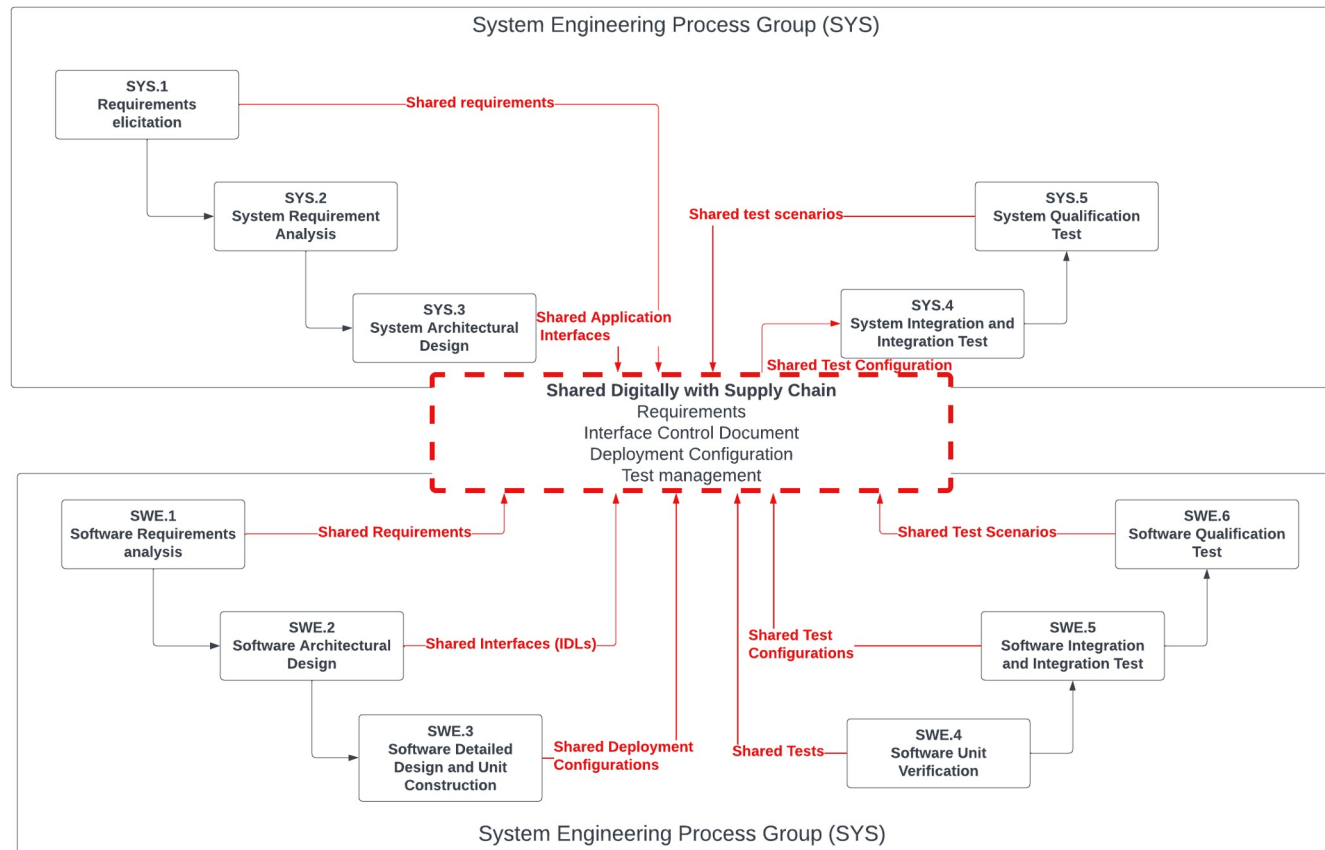 System Engineering Process Group (SYS)
SYS.1
Requirements
elicitation
Shared requirements
SYS.2
System Requirement
Analysis
Shared test scenarios
SYS.5
System Qualification
Test
SYS.3
System Architectural
Design
Shared Application
Interfaces
SYS.4
System Integration and
Integration Test
Shared Test Configuration
Shared Digitally with Supply Chain
Requirements
Interface Control Document
Deployment Configuration
Test management
SWE.1
Software Requirements
analysis
Shared Requirements
Shared Test Scenarios
SWE.6
Software Qualification
Test
SWE.2
Software Architectural
Design
Shared Interfaces (IDLs)
Shared Test
Configurations
SWE.5
Software Integration
and Integration Test
SWE.3
Software Detailed
Design and Unit
Construction
Shared Deployment
Configurations
Shared Tests
SWE.4
Software Unit
Verification
System Engineering Process Group (SYS)